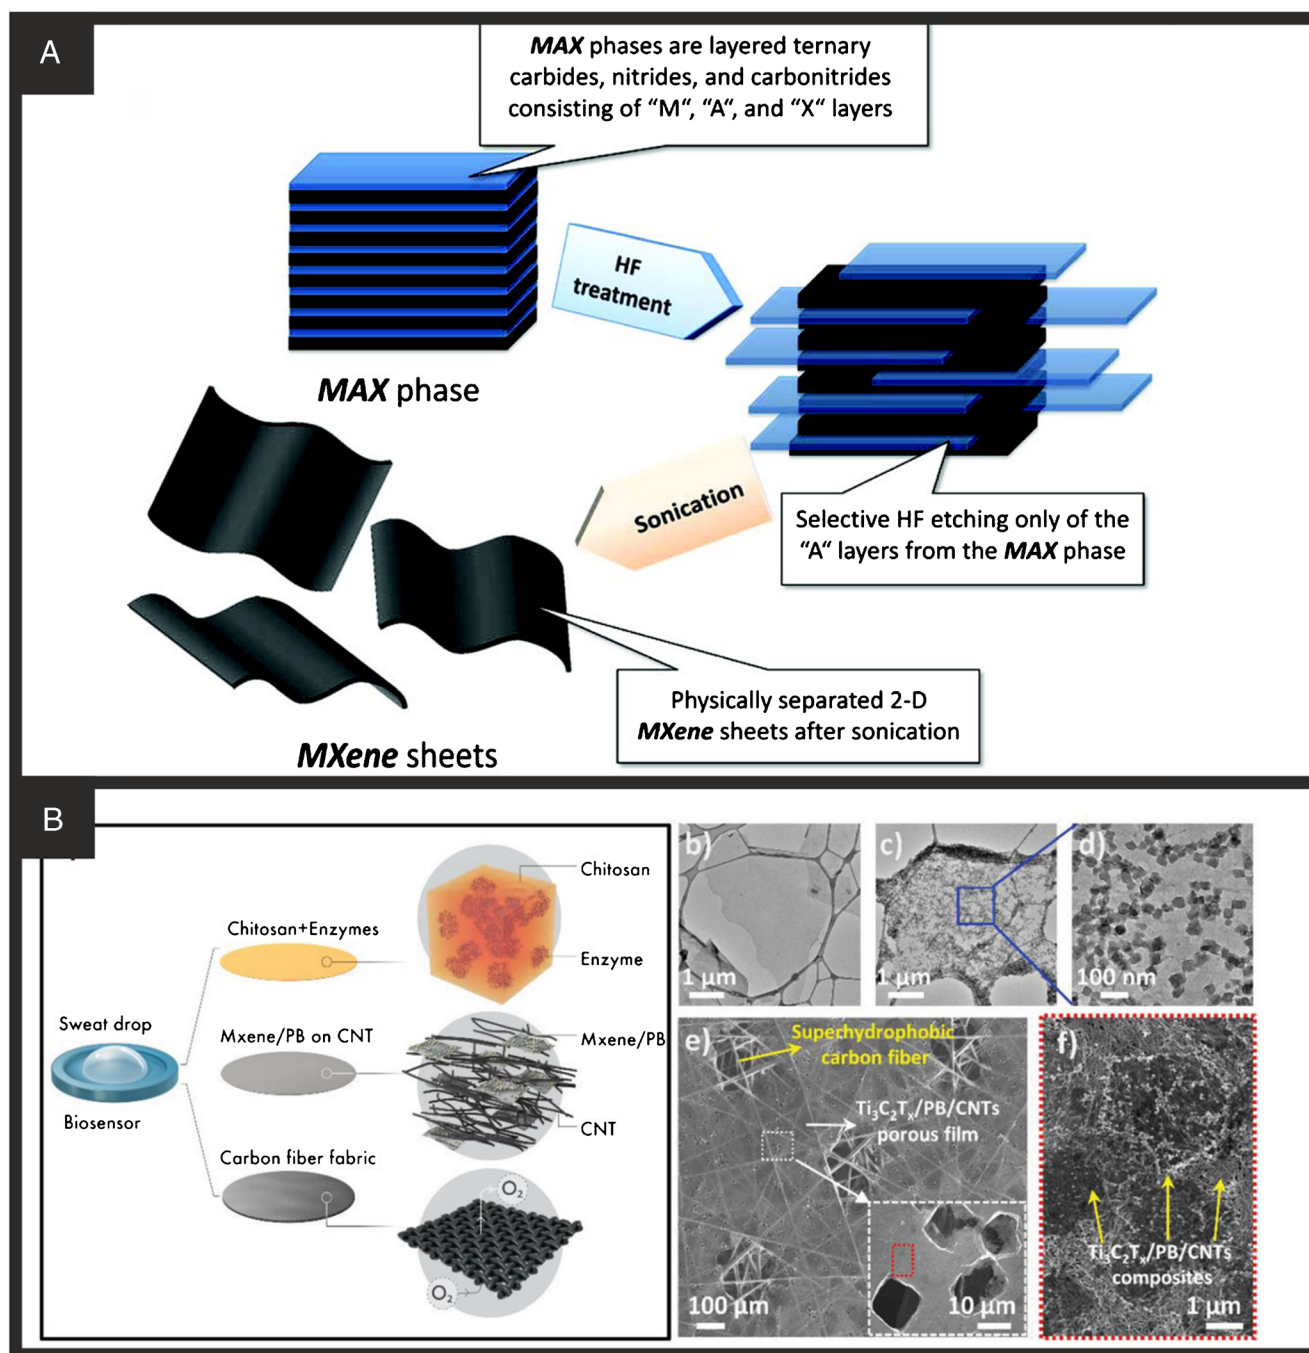 A
MAX phases are layered ternary
carbides, nitrides, and carbonitrides
consisting of “M“, “A“, and “X“ layers
HF
treatment
MAX phase
Sonication
Selective HF etching only of the
“A“ layers from the MAX phase
Physically separated 2-D
MXene sheets after sonication
MXene sheets
B
Chitosan
Chitosan+Enzymes
Enzyme
Sweat drop
Mxene/PB on CNT
Mxene/PB
Biosensor
CNT
Carbon fiber fabric
O2
O2
b)
1 μm
c)
1 μm
d)
100 nm
e)
Superhydrophobic
carbon fiber
Ti3C2Tx/PB/CNTs
porous film
100 μm
10 μm
f)
Ti3C2Tx/PB/CNTs
composites
1 μm